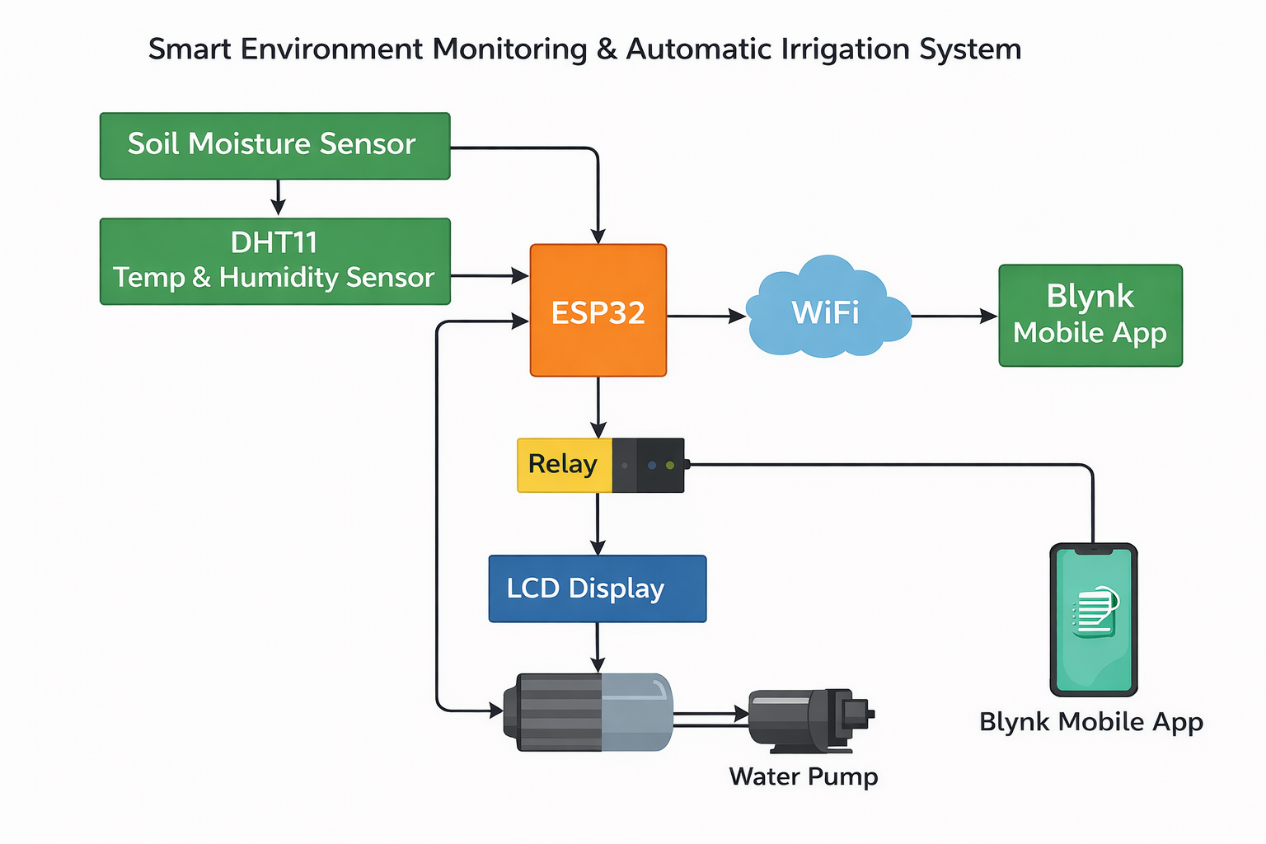 Smart Environment Monitoring & Automatic Irrigation System
Soil Moisture Sensor
DHT11
Temp & Humidity Sensor
ESP32
WiFi
Blynk
Mobile App
Relay
LCD Display
Blynk Mobile App
Water Pump